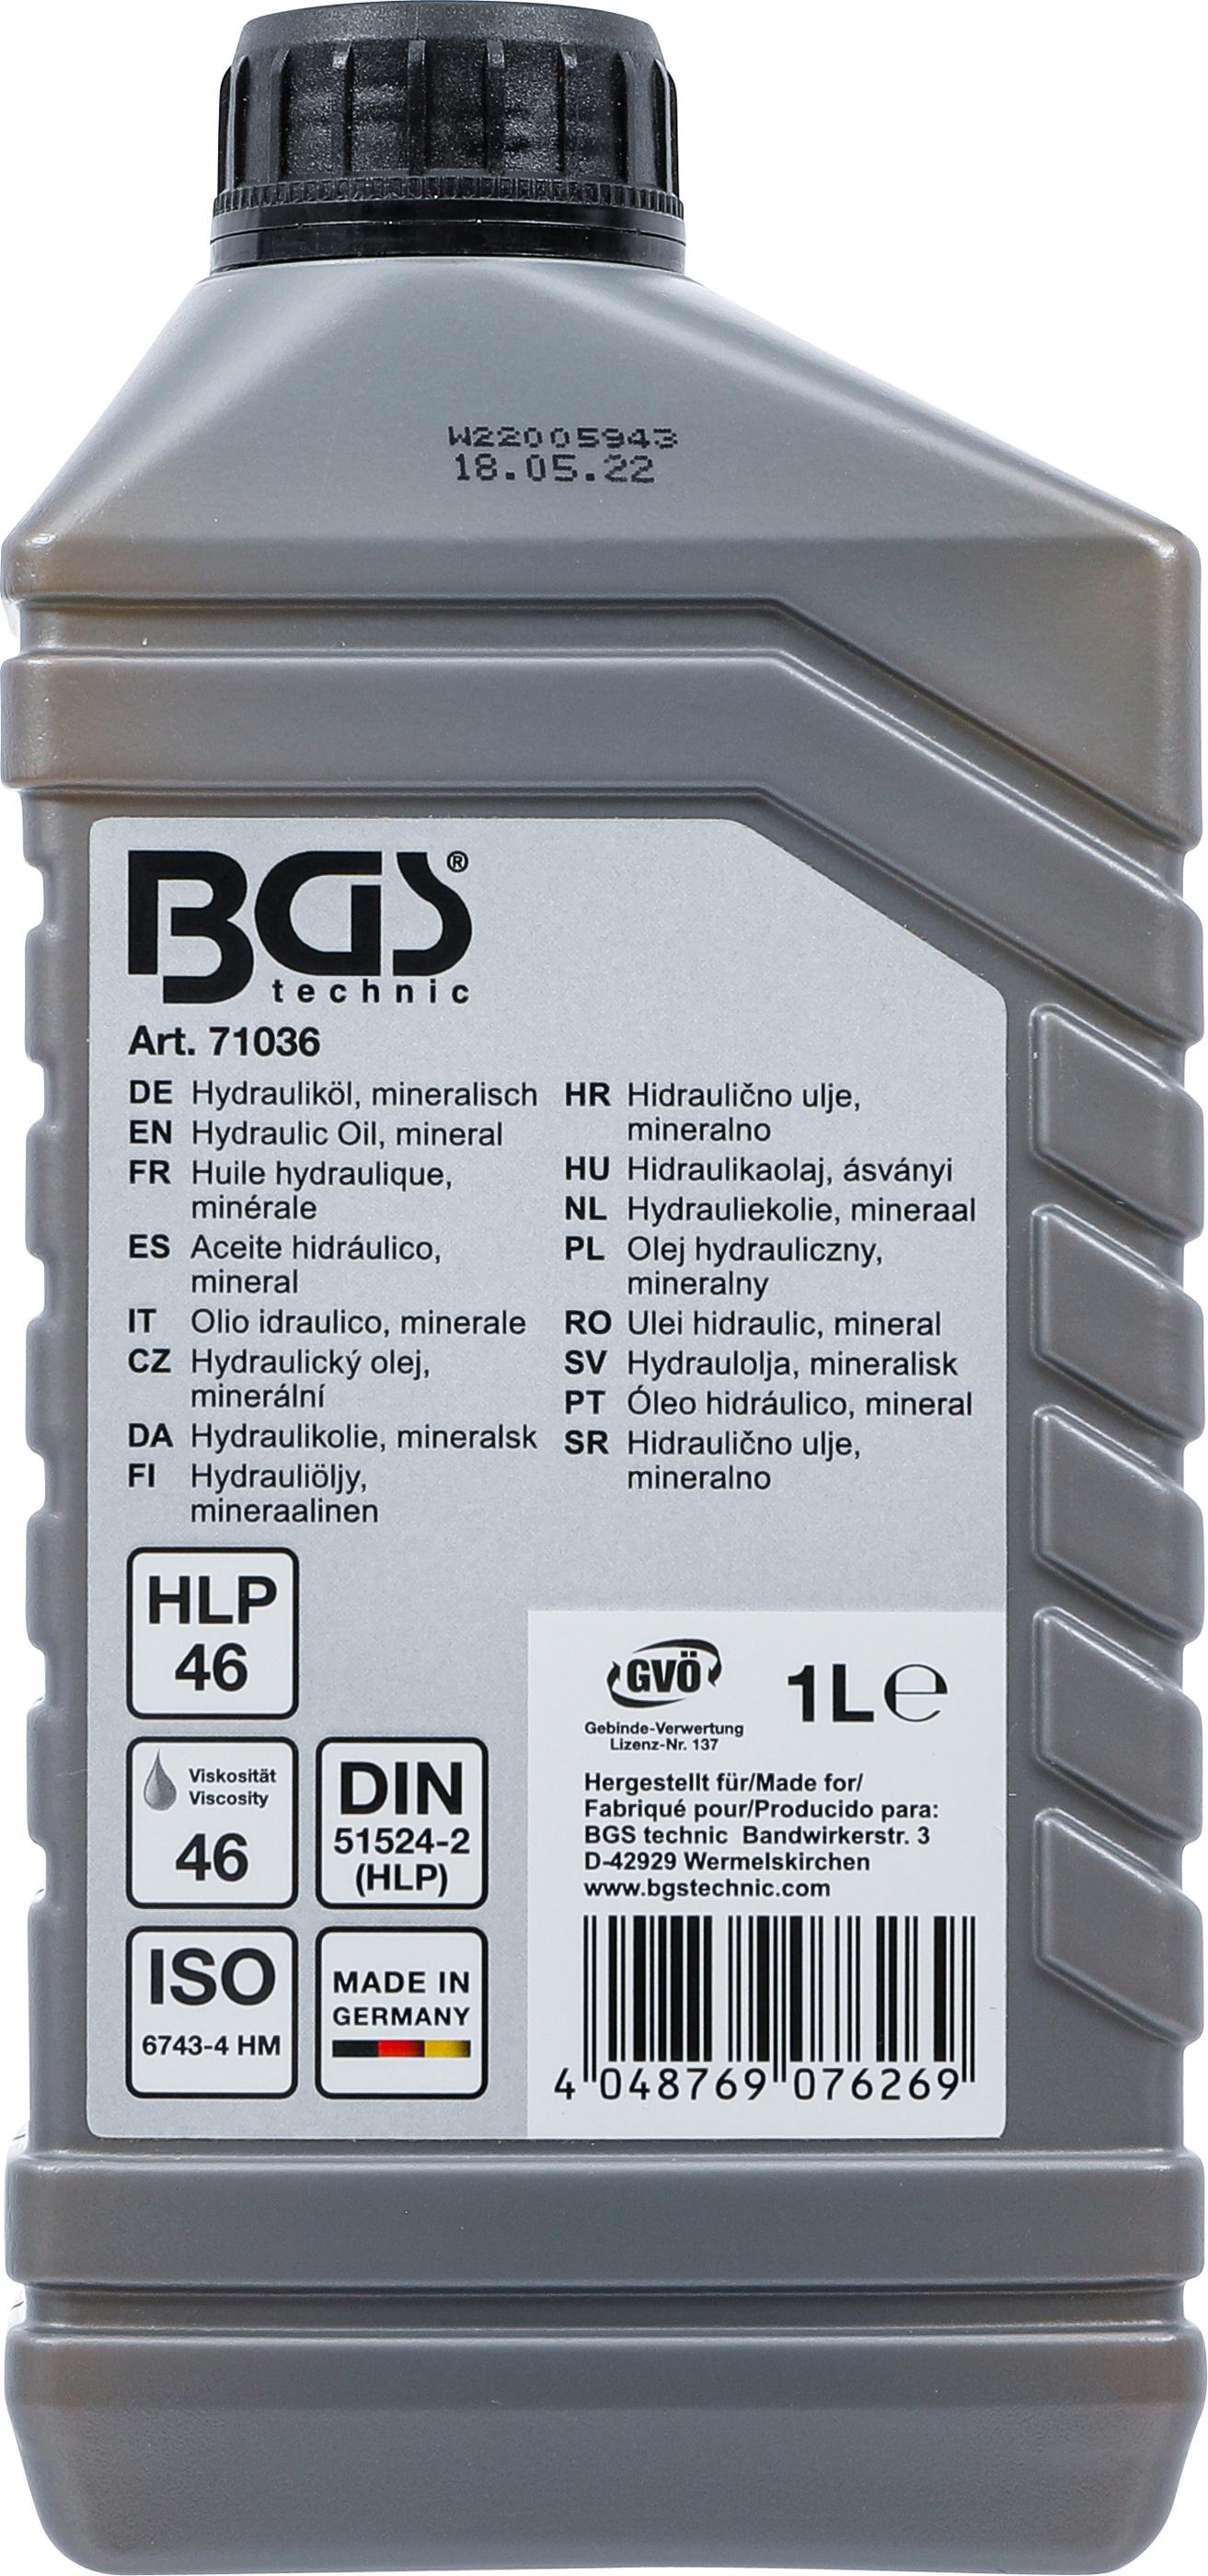 W22005943
18.05.22
BGS®
technic
Art. 71036
DE Hydrauliköl, mineralisch
EN Hydraulic Oil, mineral
FR Huile hydraulique,
minérale
ES Aceite hidráulico,
mineral
IT Olio idraulico, minerale
CZ Hydraulický olej,
minerální
DA Hydraulikolie, mineralsk
FI Hydrauliöljy,
mineraalinen
HR Hidraulično ulje,
mineralno
HU Hidraulikaolaj, ásványi
NL Hydrauliekolie, mineraal
PL Olej hydrauliczny,
mineralny
RO Ulei hidraulic, mineral
SV Hydraulolja, mineralisk
PT Óleo hidráulico, mineral
SR Hidraulično ulje,
mineralno
HLP
46
Viskosität
Viscosity
46
DIN
51524-2
(HLP)
ISO
6743-4 HM
MADE IN
GERMANY
GVÖ
Gebinde-Verwertung
Lizenz-Nr. 137
1L℮
Hergestellt für/Made for/
Fabriqué pour/Producido para:
BGS technic Bandwirkerstr. 3
D-42929 Wermelskirchen
www.bgstechnic.com
4 048769 076269